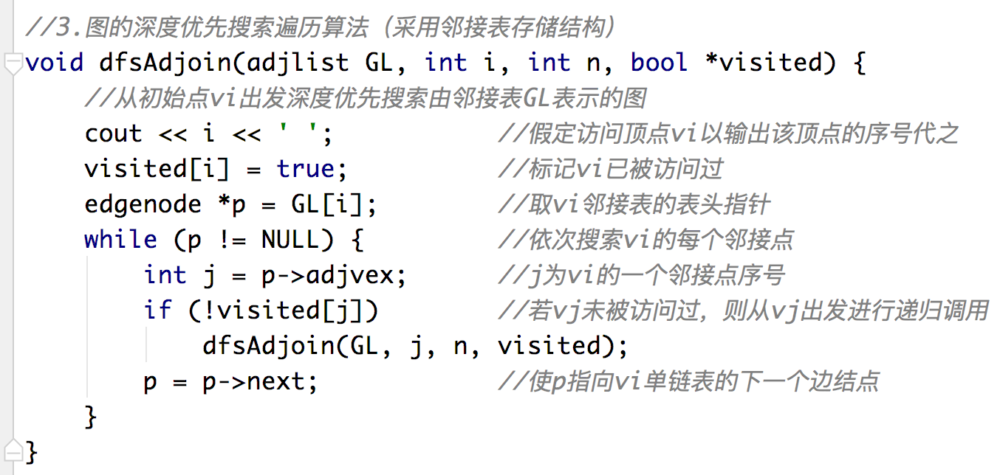 //3.图的深度优先搜索遍历算法（采用邻接表存储结构）
void dfsAdjoin(adjlist GL, int i, int n, bool *visited) {
    //从初始点vi出发深度优先搜索由邻接表GL表示的图
    cout << i << ' ';           //假定访问顶点vi以输出该顶点的序号代之
    visited[i] = true;          //标记vi已被访问过
    edgenode *p = GL[i];        //取vi邻接表的表头指针
    while (p != NULL) {         //依次搜索vi的每个邻接点
        int j = p->adjvex;      //j为vi的一个邻接点序号
        if (!visited[j])        //若vj未被访问过，则从vj出发进行递归调用
            dfsAdjoin(GL, j, n, visited);
        p = p->next;            //使p指向vi单链表的下一个边结点
    }
}